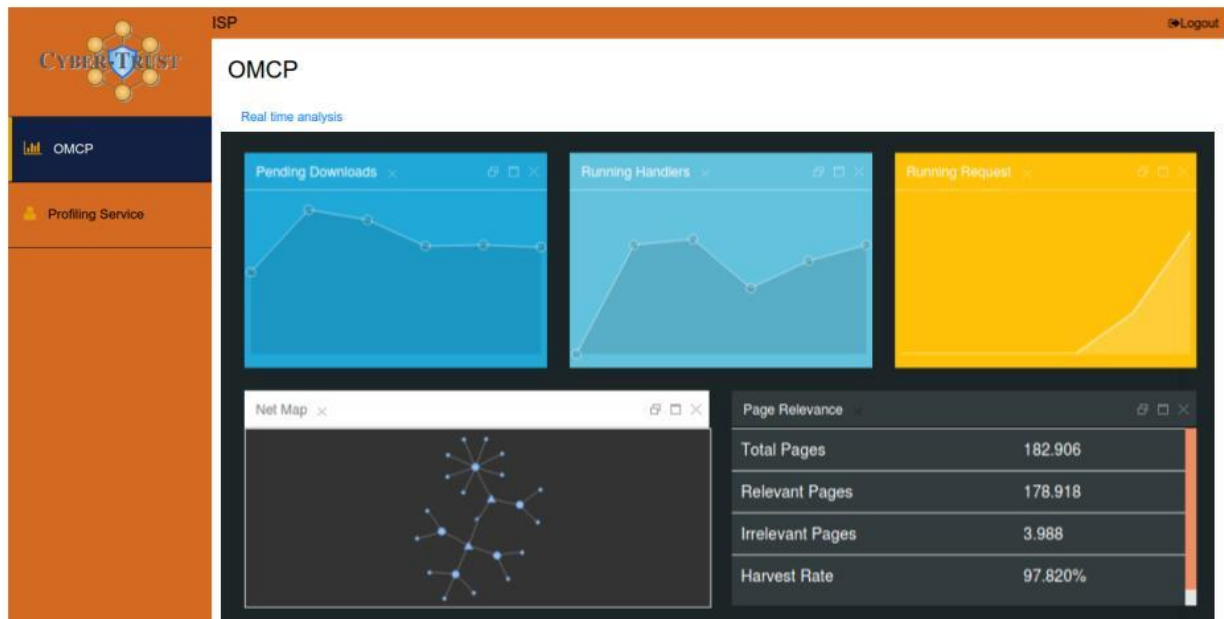 ISP
Logout
CYBER-TRUST
OMCP
Real time analysis
OMCP
Profiling Service
Pending Downloads
Running Handlers
Running Request
Net Map
Page Relevance
Total Pages 182.906
Relevant Pages 178.918
Irrelevant Pages 3.988
Harvest Rate 97.820%